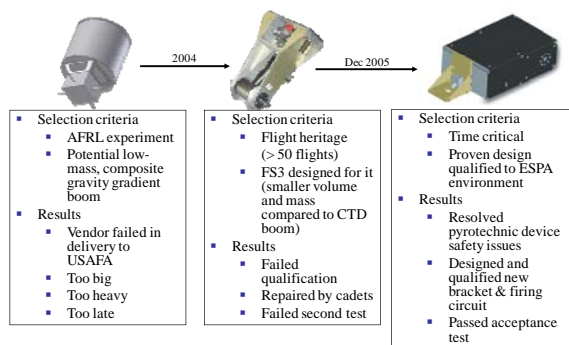 2004
Dec 2005
▪ Selection criteria
▪ AFRL experiment
▪ Potential low-
mass, composite
gravity gradient
boom
▪ Results
▪ Vendor failed in
delivery to
USAFA
▪ Too big
▪ Too heavy
▪ Too late
▪ Selection criteria
▪ Flight heritage
(> 50 flights)
▪ FS3 designed for it
(smaller volume
and mass
compared to CTD
boom)
▪ Results
▪ Failed
qualification
▪ Repaired by cadets
▪ Failed second test
▪ Selection criteria
▪ Time critical
▪ Proven design
qualified to ESPA
environment
▪ Results
▪ Resolved
pyrotechnic device
safety issues
▪ Designed and
qualified new
bracket & firing
circuit
▪ Passed acceptance
test